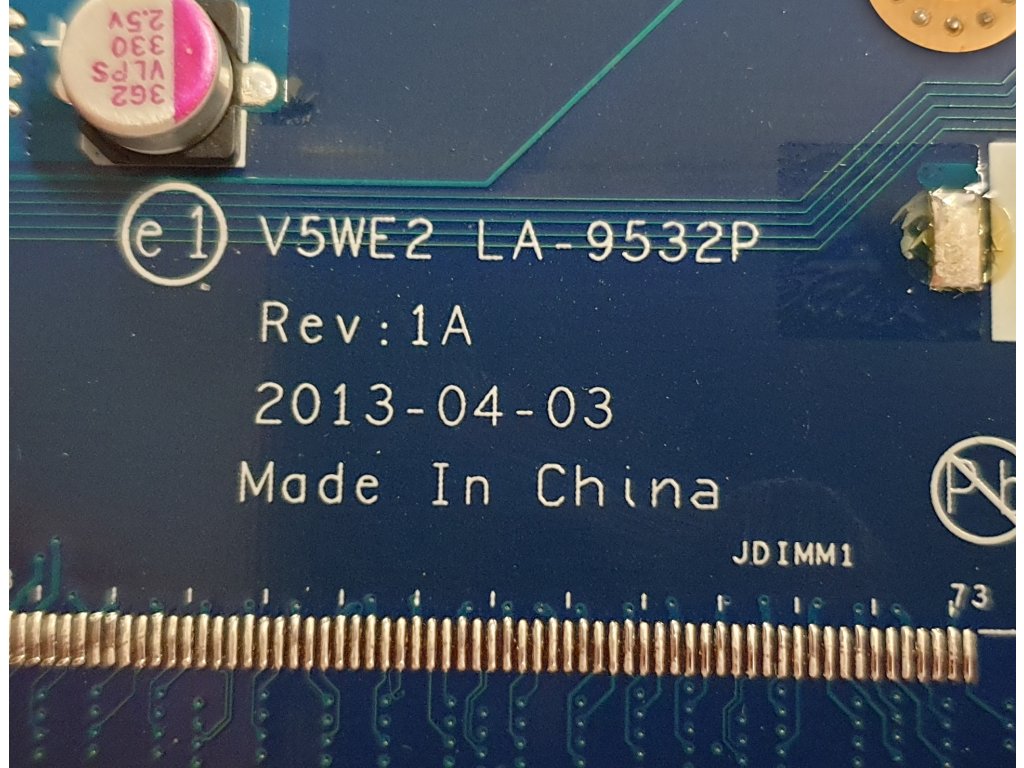 3G2
VLPS
330
2.5v
e1 V5WE2 LA-9532P
Rev:1A
2013-04-03
Made In China
Pb
JDIMM1
73